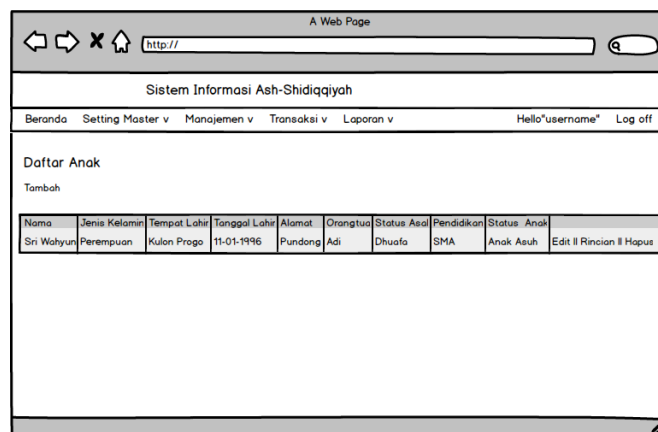 A Web Page
http://
Sistem Informasi Ash-Shidiqqiyah
Beranda Setting Master v Manajemen v Transaksi v Laporan v Hello"username" Log off
Daftar Anak
Tambah
Nama Jenis Kelamin Tempat Lahir Tanggal Lahir Alamat Orangtua Status Asal Pendidikan Status Anak
Sri Wahyun Perempuan Kulon Progo 11-01-1996 Pundong Adi Dhuafa SMA Anak Asuh Edit II Rincian II Hapus